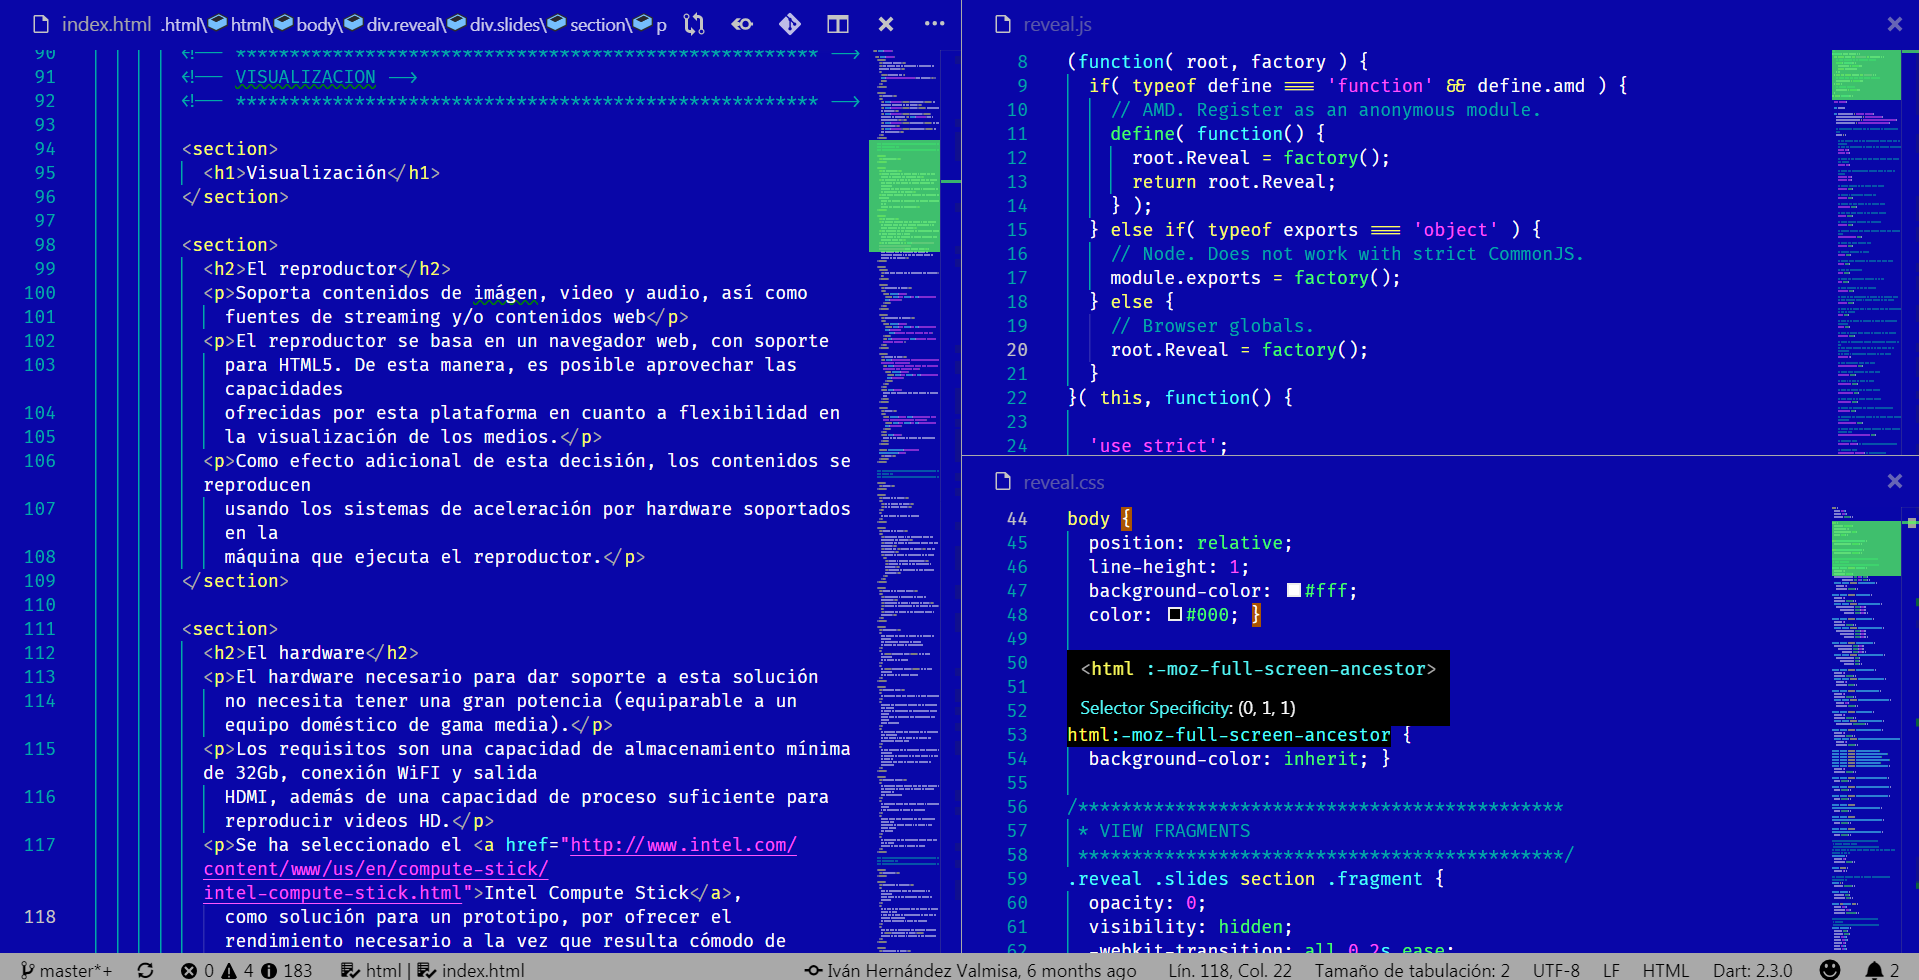 index.html .html\ html\ body\ div.reveal\ div.slides\ section\ p
90 <!-- ****************************************************** -->
91 <!-- VISUALIZACION -->
92 <!-- ****************************************************** -->
93
94 <section>
95 <h1>Visualización</h1>
96 </section>
97
98 <section>
99 <h2>El reproductor</h2>
100 <p>Soporta contenidos de imágen, video y audio, así como
101 fuentes de streaming y/o contenidos web</p>
102 <p>El reproductor se basa en un navegador web, con soporte
103 para HTML5. De esta manera, es posible aprovechar las
capacidades
104 ofrecidas por esta plataforma en cuanto a flexibilidad en
105 la visualización de los medios.</p>
106 <p>Como efecto adicional de esta decisión, los contenidos se
reproducen
107 usando los sistemas de aceleración por hardware soportados
en la
108 máquina que ejecuta el reproductor.</p>
109 </section>
110
111 <section>
112 <h2>El hardware</h2>
113 <p>El hardware necesario para dar soporte a esta solución
114 no necesita tener una gran potencia (equiparable a un
equipo doméstico de gama media).</p>
115 <p>Los requisitos son una capacidad de almacenamiento mínima
de 32Gb, conexión WiFI y salida
116 HDMI, además de una capacidad de proceso suficiente para
reproducir videos HD.</p>
117 <p>Se ha seleccionado el <a href="http://www.intel.com/
content/www/us/en/compute-stick/
intel-compute-stick.html">Intel Compute Stick</a>,
118 como solución para un prototipo, por ofrecer el
rendimiento necesario a la vez que resulta cómodo de
reveal.js
8 (function( root, factory ) {
9 if( typeof define === 'function' && define.amd ) {
10 // AMD. Register as an anonymous module.
11 define( function() {
12 root.Reveal = factory();
13 return root.Reveal;
14 } );
15 } else if( typeof exports === 'object' ) {
16 // Node. Does not work with strict CommonJS.
17 module.exports = factory();
18 } else {
19 // Browser globals.
20 root.Reveal = factory();
21 }
22 }( this, function() {
23
24 'use strict';
reveal.css
44 body {
45 position: relative;
46 line-height: 1;
47 background-color: #fff;
48 color: #000; }
49
50 <html :-moz-full-screen-ancestor>
51
52 Selector Specificity: (0, 1, 1)
53 html:-moz-full-screen-ancestor {
54 background-color: inherit; }
55
56 /*********************************************
57 * VIEW FRAGMENTS
58 *********************************************/
59 .reveal .slides section .fragment {
60 opacity: 0;
61 visibility: hidden;
62 -webkit-transition: all 0.2s ease;
master*+ 0 4 183 html | index.html Iván Hernández Valmisa, 6 months ago Lín. 118, Col. 22 Tamaño de tabulación: 2 UTF-8 LF HTML Dart: 2.3.0 2